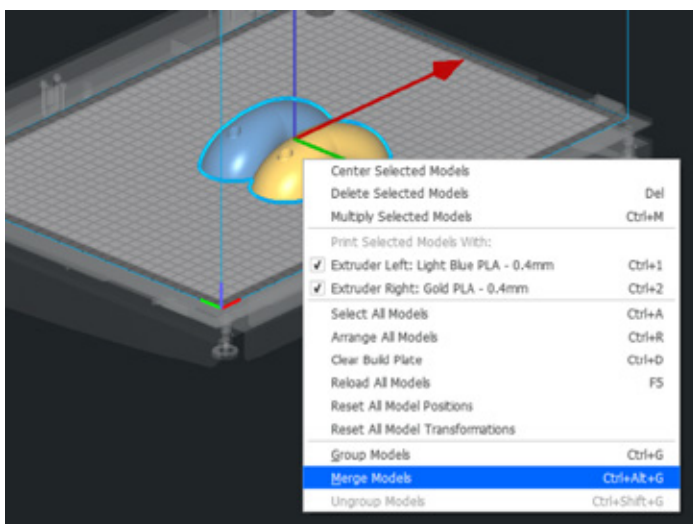 Center Selected Models
Delete Selected Models Del
Multiply Selected Models Ctrl+M
Print Selected Models With:
Extruder Left: Light Blue PLA - 0.4mm Ctrl+1
Extruder Right: Gold PLA - 0.4mm Ctrl+2
Select All Models Ctrl+A
Arrange All Models Ctrl+R
Clear Build Plate Ctrl+D
Reload All Models F5
Reset All Model Positions
Reset All Model Transformations
Group Models Ctrl+G
Merge Models Ctrl+Alt+G
Ungroup Models Ctrl+Shift+G